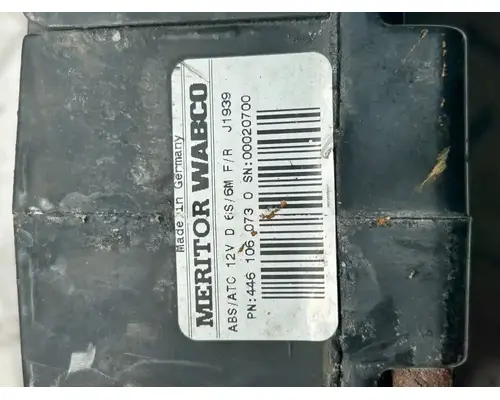 Made in Germany
MERITOR WABCO
ABS/ATC 12V D 6S/6M F/R J1939
PN:446 106 073 0 SN:00020700